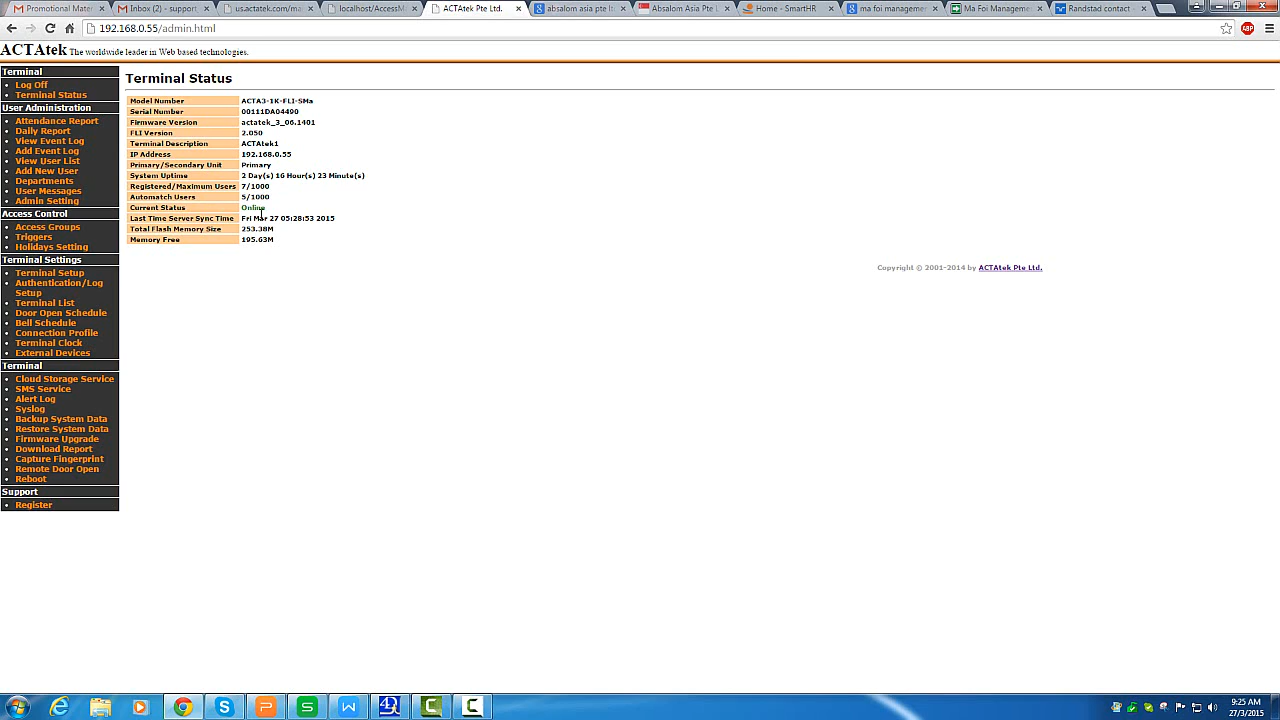 Promotional Mater
Inbox (2) - support
usactatek.com/ma
localhost/AccessMa
ACTAtek Pte Ltd.
absalom asia pte lt
Absalom Asia Pte L
Home - SmartHR
ma foi managemen
Ma Foi Manageme
Randstad contact
192.168.0.55/admin.html
ABP
ACTAtek The worldwide leader in Web based technologies.
Terminal
Log Off
Terminal Status
User Administration
Attendance Report
Daily Report
View Event Log
Add Event Log
View User List
Add New User
Departments
User Messages
Admin Setting
Access Control
Access Groups
Triggers
Holidays Setting
Terminal Settings
Terminal Setup
Authentication/Log
Setup
Terminal List
Door Open Schedule
Bell Schedule
Connection Profile
Terminal Clock
External Devices
Terminal
Cloud Storage Service
SMS Service
Alert Log
Syslog
Backup System Data
Restore System Data
Firmware Upgrade
Download Report
Capture Fingerprint
Remote Door Open
Reboot
Support
Register
Terminal Status
Model Number ACTA3-1K-FLI-SMa
Serial Number 00111DA04490
Firmware Version actatek_3_06.1401
FLI Version 2.050
Terminal Description ACTAtek1
IP Address 192.168.0.55
Primary/Secondary Unit Primary
System Uptime 2 Day(s) 16 Hour(s) 23 Minute(s)
Registered/Maximum Users 7/1000
Automatch Users 5/1000
Current Status Online
Last Time Server Sync Time Fri Mar 27 05:28:53 2015
Total Flash Memory Size 253.38M
Memory Free 195.63M
Copyright © 2001-2014 by ACTAtek Pte Ltd.
9:25 AM
27/3/2015